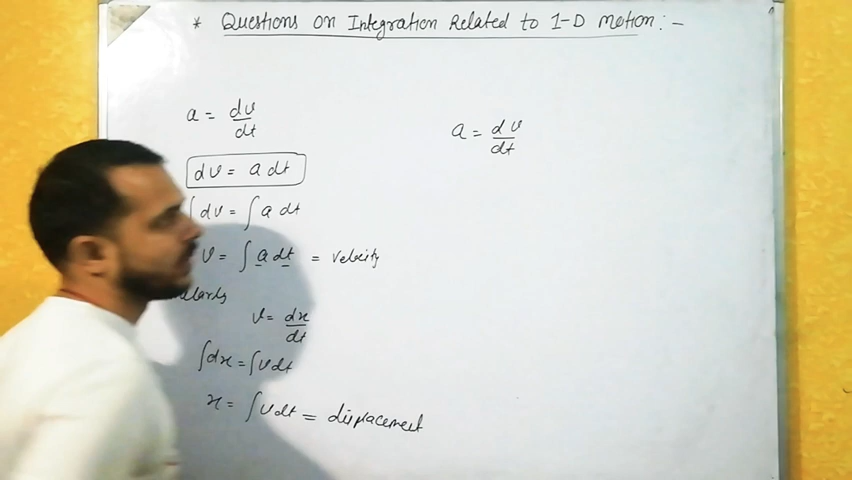 * Questions on Integration Related to 1-D motion:-
a = dv/dt
dv = a dt
∫dv = ∫a dt
v = ∫a dt = velocity
v = dx/dt
∫dx = ∫v dt
x = ∫v dt = displacement
a = dv/dt